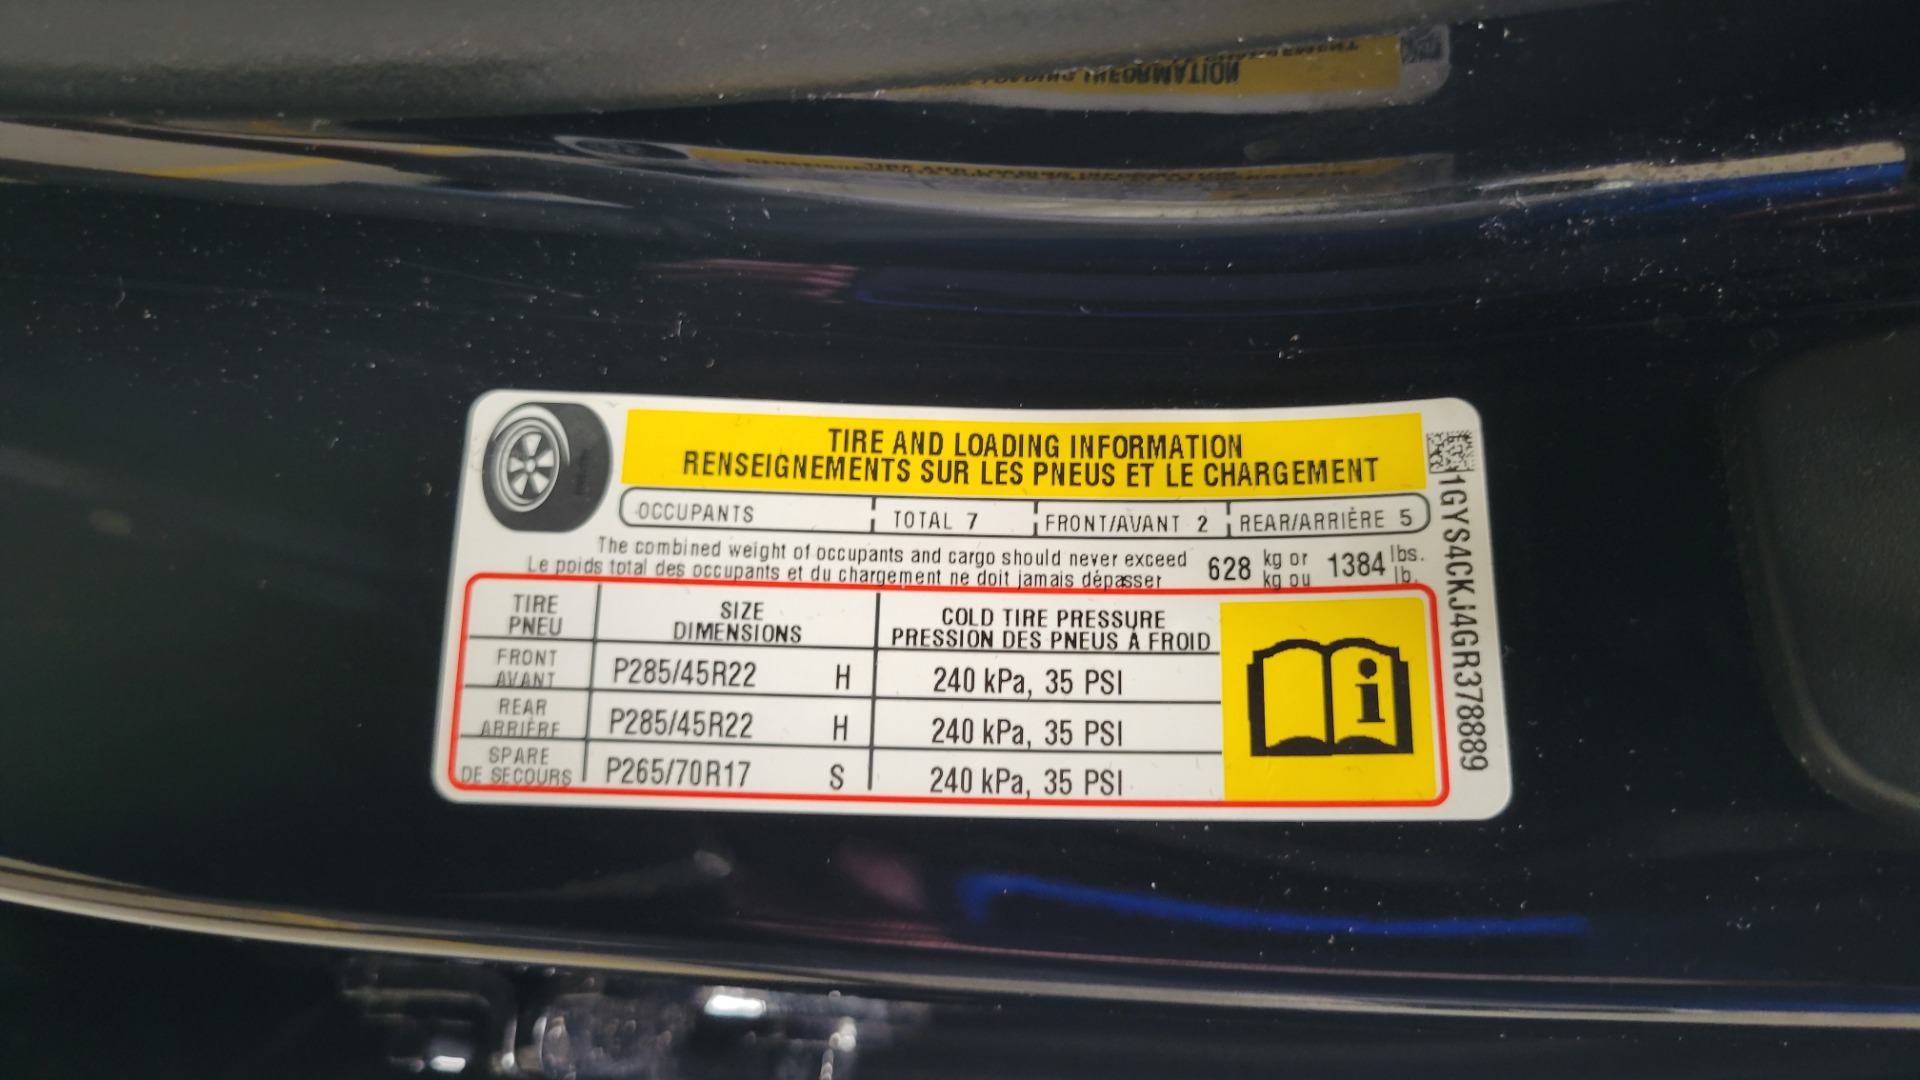 TIRE AND LOADING INFORMATION
RENSEIGNEMENTS SUR LES PNEUS ET LE CHARGEMENT
OCCUPANTS TOTAL 7 FRONT/AVANT 2 REAR/ARRIÈRE 5
The combined weight of occupants and cargo should never exceed 628 kg or 1384 lbs.
Le poids total des occupants et du chargement ne doit jamais dépasser kg ou lb.
TIRE SIZE COLD TIRE PRESSURE
PNEU DIMENSIONS PRESSION DES PNEUS À FROID
FRONT
AVANT P285/45R22 H 240 kPa, 35 PSI
REAR
ARRIÈRE P285/45R22 H 240 kPa, 35 PSI
SPARE
DE SECOURS P265/70R17 S 240 kPa, 35 PSI
1GYS4CKJ4GR378889